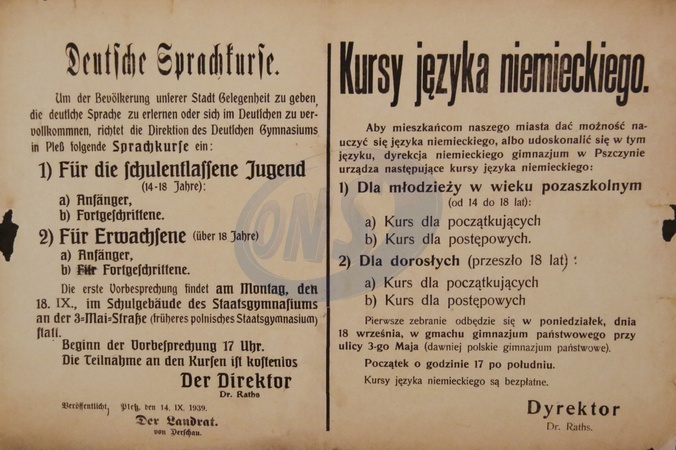 Deutsche Sprachkurse.
Um der Bevölkerung unserer Stadt Gelegenheit zu geben,
die deutsche Sprache zu erlernen oder sich im Deutschen zu ver-
vollkommnen, richtet die Direktion des Deutschen Gymnasiums
in Pleß folgende Sprachkurse ein:
1) Für die schulentlassene Jugend
(14-18 Jahre):
a) Anfänger,
b) Fortgeschrittene.
2) Für Erwachsene (über 18 Jahre)
a) Anfänger,
b) Für Fortgeschrittene.
Die erste Vorbesprechung findet am Montag, den
18. IX., im Schulgebäude des Staatsgymnasiums
an der 3=Mai=Straße (früheres polnisches Staatsgymnasium)
statt.
Beginn der Vorbesprechung 17 Uhr.
Die Teilnahme an den Kursen ist kostenlos
Der Direktor
Dr. Raths
Veröffentlicht, Pleß, den 14. IX. 1939.
Der Landrat.
von Derschau.
Kursy języka niemieckiego.
Aby mieszkańcom naszego miasta dać możność na-
uczyć się języka niemieckiego, albo udoskonalić się w tym
języku, dyrekcja niemieckiego gimnazjum w Pszczynie
urządza następujące kursy języka niemieckiego:
1) Dla młodzieży w wieku pozaszkolnym
(od 14 do 18 lat):
a) Kurs dla początkujących
b) Kurs dla postępowych.
2) Dla dorosłych (przeszło 18 lat):
a) Kurs dla początkujących
b) Kurs dla postępowych
Pierwsze zebranie odbędzie się w poniedziałek, dnia
18 września, w gmachu gimnazjum państwowego przy
ulicy 3-go Maja (dawniej polskie gimnazjum państwowe).
Początek o godzinie 17 po południu.
Kursy języka niemieckiego są bezpłatne.
Dyrektor
Dr. Raths.
ONS